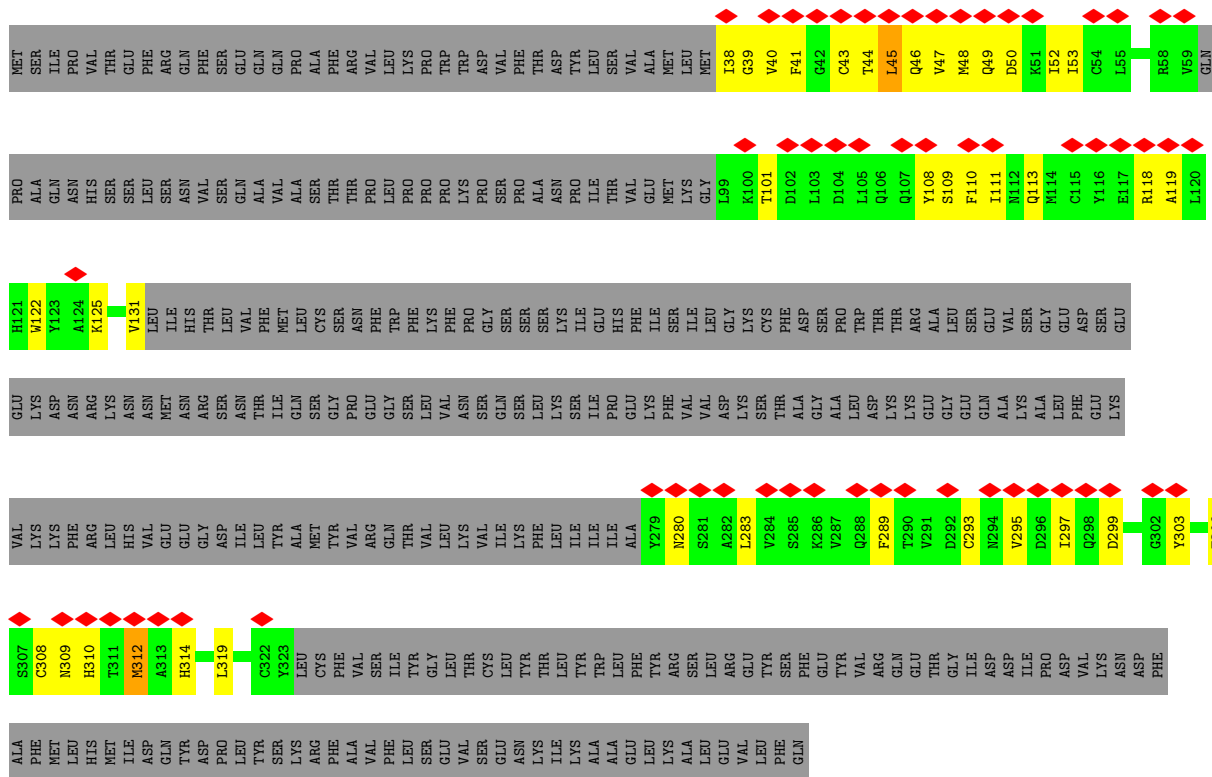 MET SER ILE PRO VAL THR GLU PHE ARG GLN PHE SER GLU GLN GLN PRO ALA PHE ARG VAL LEU LYS PRO TRP TRP ASP VAL PHE THR ASP TYR LEU SER VAL ALA MET LEU MET I38 G39 V40 F41 G42 C43 T44 L45 Q46 V47 M48 Q49 D50 K51 I52 I53 C54 L55 R58 V59 GLN
PRO ALA GLN ASN HIS SER SER LEU SER ASN VAL SER GLN ALA VAL ALA SER THR THR PRO LEU PRO PRO PRO LYS PRO SER PRO ALA ASN PRO ILE THR VAL GLU MET LYS GLY L99 K100 T101 D102 L103 D104 L105 Q106 Q107 Y108 S109 F110 I111 N112 Q113 M114 C115 Y116 E117 R118 A119 L120
H121 W122 Y123 A124 K125 V131 LEU ILE HIS THR LEU VAL PHE MET LEU CYS SER ASN PHE TRP PHE LYS PHE PRO GLY SER SER SER LYS ILE GLU HIS PHE ILE SER ILE LEU GLY LYS CYS PHE ASP SER PRO TRP THR THR ARG ALA LEU SER GLU VAL SER GLY GLU ASP SER GLU
GLU LYS ASP ASN ARG LYS ASN ASN MET ASN ARG SER ASN THR ILE GLN SER GLY PRO GLU GLY SER LEU VAL ASN SER GLN SER LEU LYS SER ILE PRO GLU LYS PHE VAL VAL ASP LYS SER THR ALA GLY ALA LEU ASP LYS LYS GLU GLY GLU GLN ALA LYS ALA LEU PHE GLU LYS
VAL LYS LYS PHE ARG LEU HIS VAL GLU GLU GLY ASP ILE LEU TYR ALA MET TYR VAL ARG GLN THR VAL LEU LYS VAL ILE LYS PHE LEU ILE ILE ILE ALA Y279 N280 S281 A282 L283 V284 S285 K286 V287 Q288 F289 T290 V291 D292 C293 N294 V295 D296 I297 Q298 D299 G302 Y303
S307 C308 N309 H310 T311 M312 A313 H314 L319 C322 Y323 LEU CYS PHE VAL SER ILE TYR GLY LEU THR CYS LEU TYR THR LEU TYR TRP LEU PHE TYR ARG SER LEU ARG GLU TYR SER PHE GLU TYR VAL ARG GLN GLU THR GLY ILE ASP ASP ILE PRO ASP VAL LYS ASN ASP PHE
ALA PHE MET LEU HIS MET ILE ASP GLN TYR ASP PRO LEU TYR SER LYS ARG PHE ALA VAL PHE LEU SER GLU VAL SER GLU ASN LYS ILE LYS ALA ALA GLU LEU LYS ALA LEU GLU VAL LEU PHE GLN